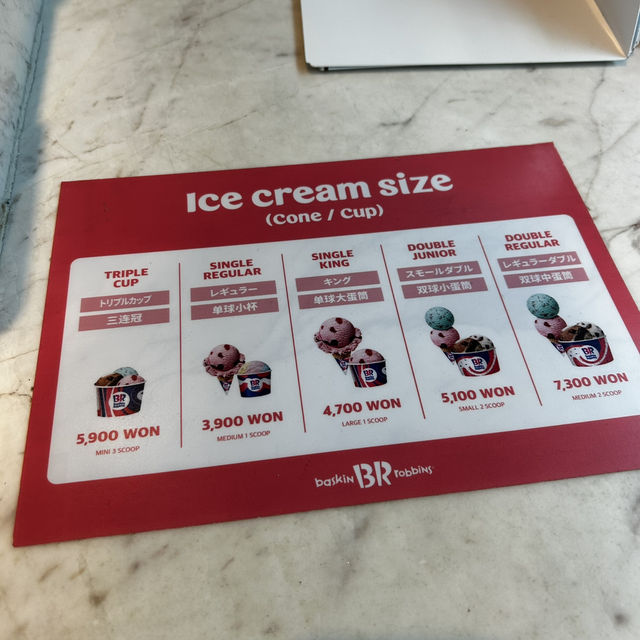 Ice cream size
(Cone / Cup)
TRIPLE
CUP
トリプルカップ
三连冠
5,900 WON
MINI 3 SCOOP
SINGLE
REGULAR
レギュラー
单球小杯
3,900 WON
MEDIUM 1 SCOOP
SINGLE
KING
キング
单球大蛋筒
4,700 WON
LARGE 1 SCOOP
DOUBLE
JUNIOR
スモールダブル
双球小蛋筒
5,100 WON
SMALL 2 SCOOP
DOUBLE
REGULAR
レギュラーダブル
双球中蛋筒
7,300 WON
MEDIUM 2 SCOOP
baskin BR robbins